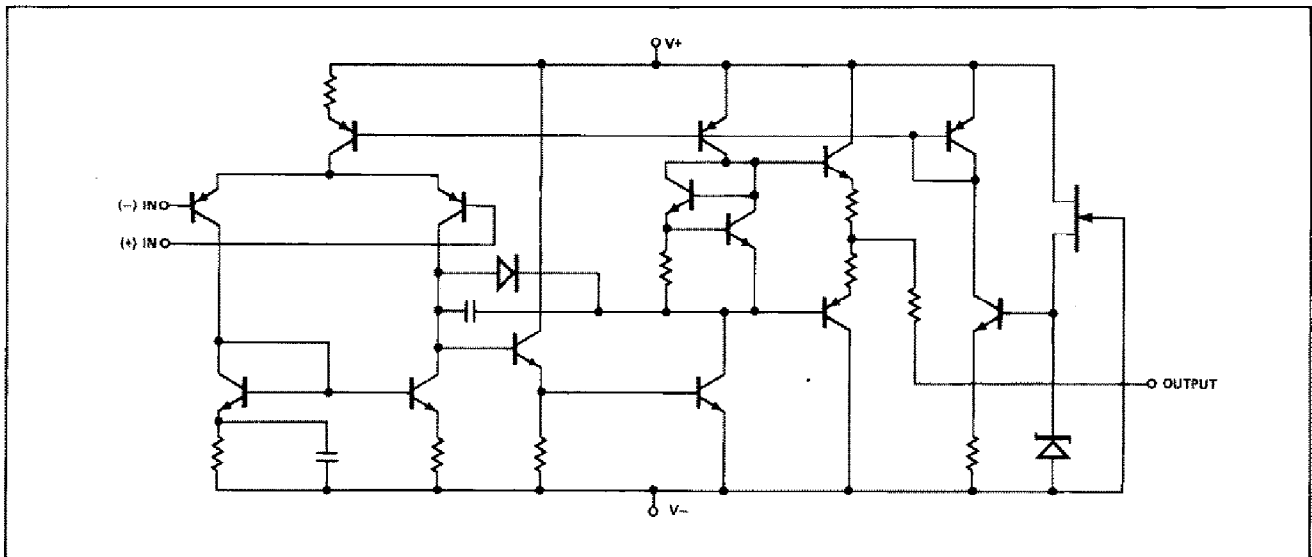 V+
(−) IN
(+) IN
OUTPUT
V−